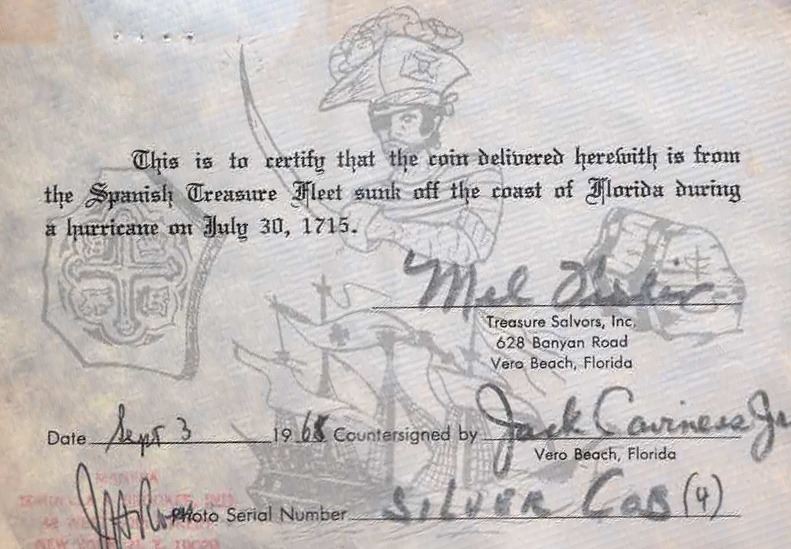 This is to certify that the coin delivered herewith is from
the Spanish Treasure Fleet sunk off the coast of Florida during
a hurricane on July 30, 1715.
Mel Fisher
Treasure Salvors, Inc.
628 Banyan Road
Vero Beach, Florida
Date Sept 3 1968 Countersigned by Jack Caviness Jr
Vero Beach, Florida
Photo Serial Number SILVER COB (4)